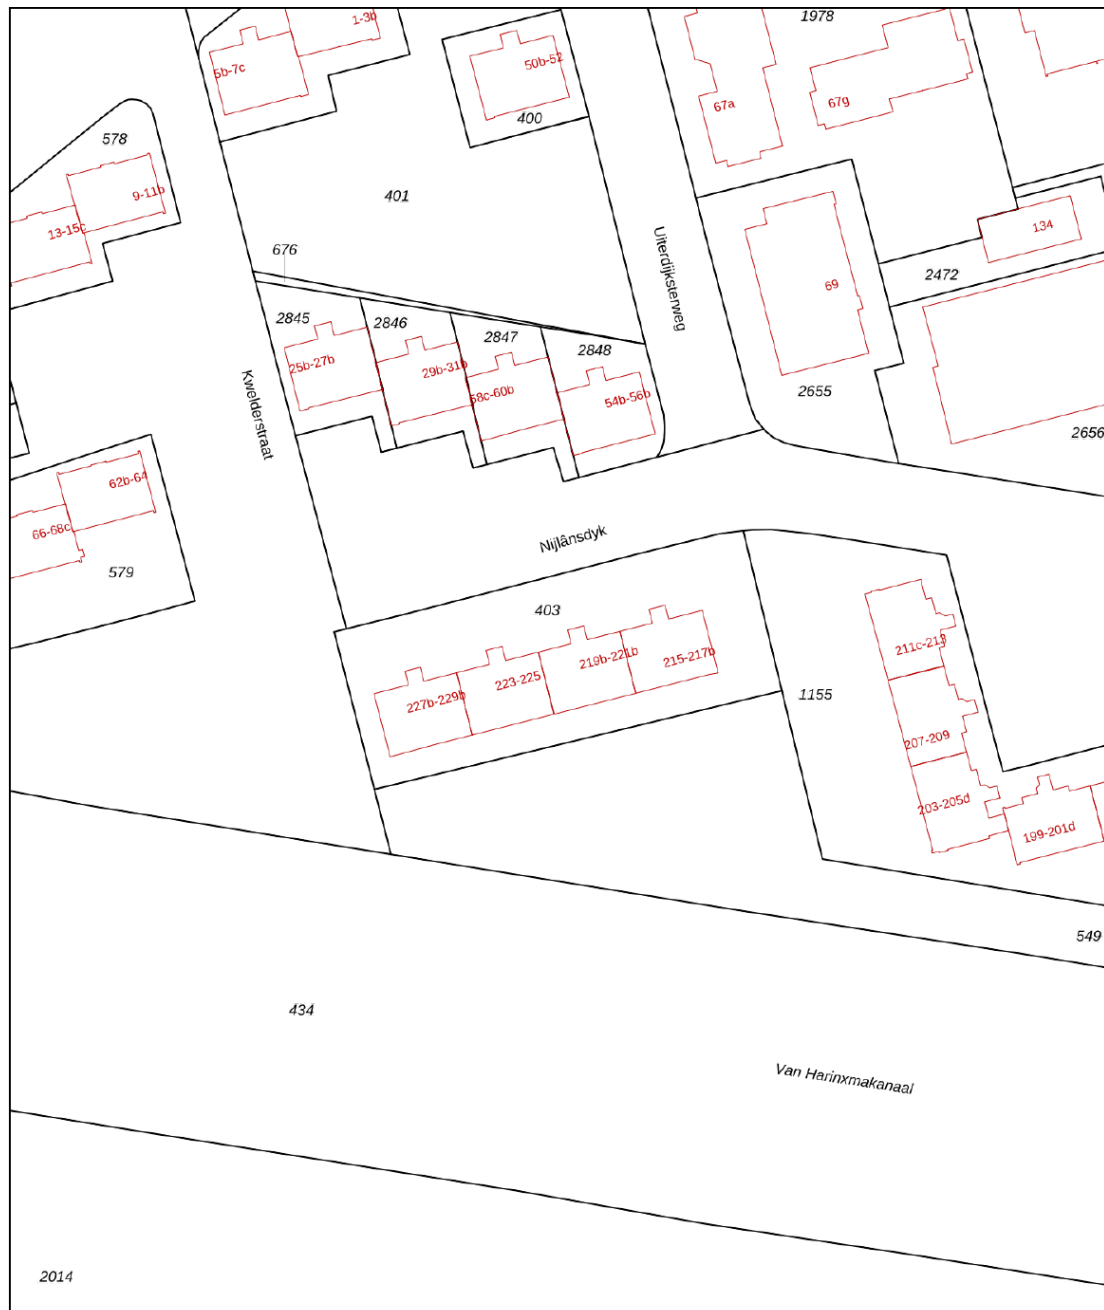 1-3b
1978
5b-7c
50b-52
67a
67g
400
578
9-11b
401
13-15c
134
676
Uiterdijksterweg
2472
69
2845
2846
2847
2848
25b-27b
29b-31b
58c-60b
54b-56b
2655
Kwelderstraat
2656
62b-64
66-68c
Nijlânsdyk
579
403
211c-213
219b-221b
215-217b
223-225
227b-229b
1155
207-209
203-205d
199-201d
549
434
Van Harinxmakanaal
2014